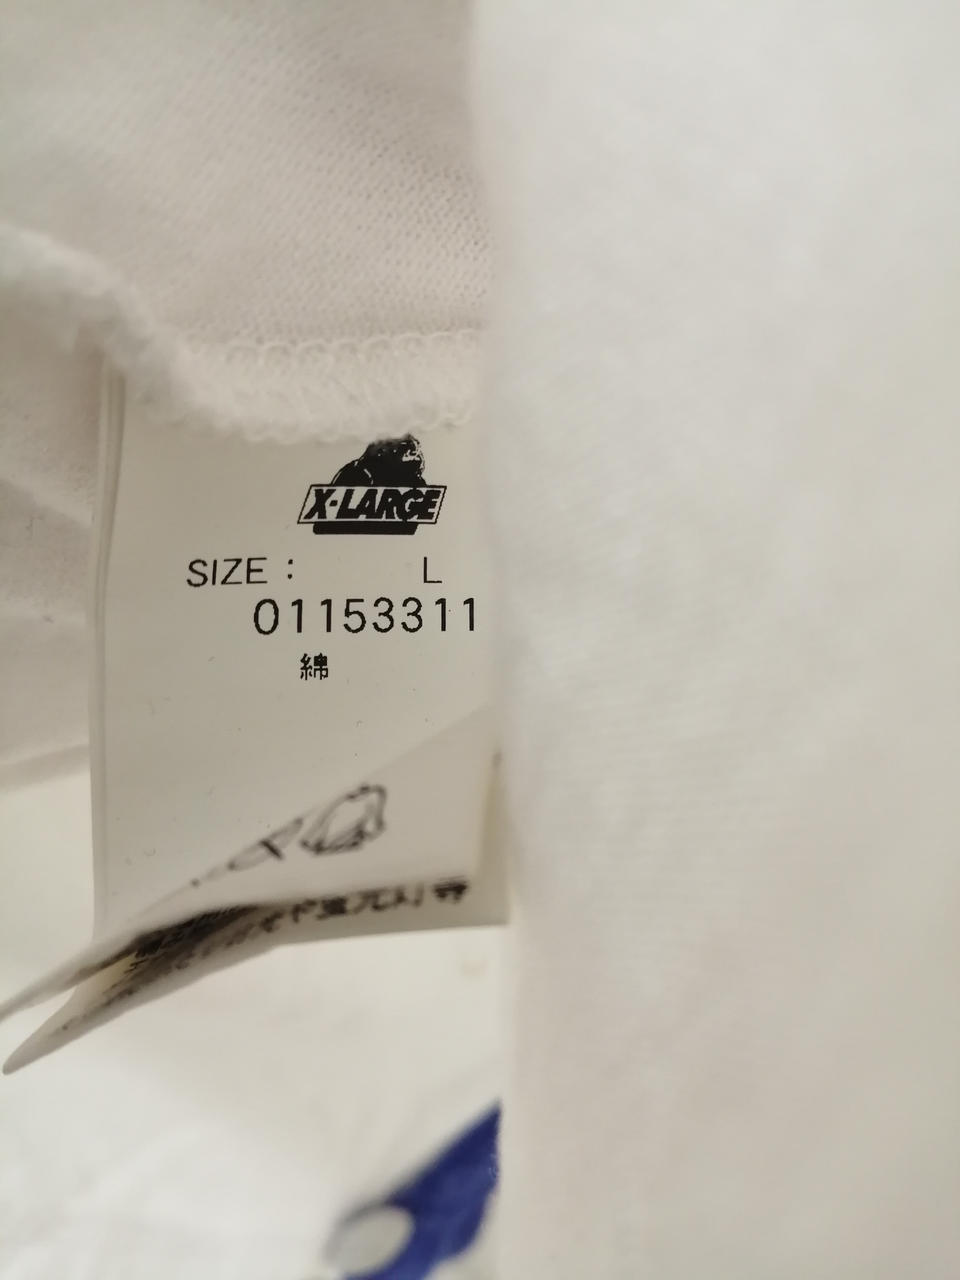 X-LARGE
SIZE : L
01153311
綿